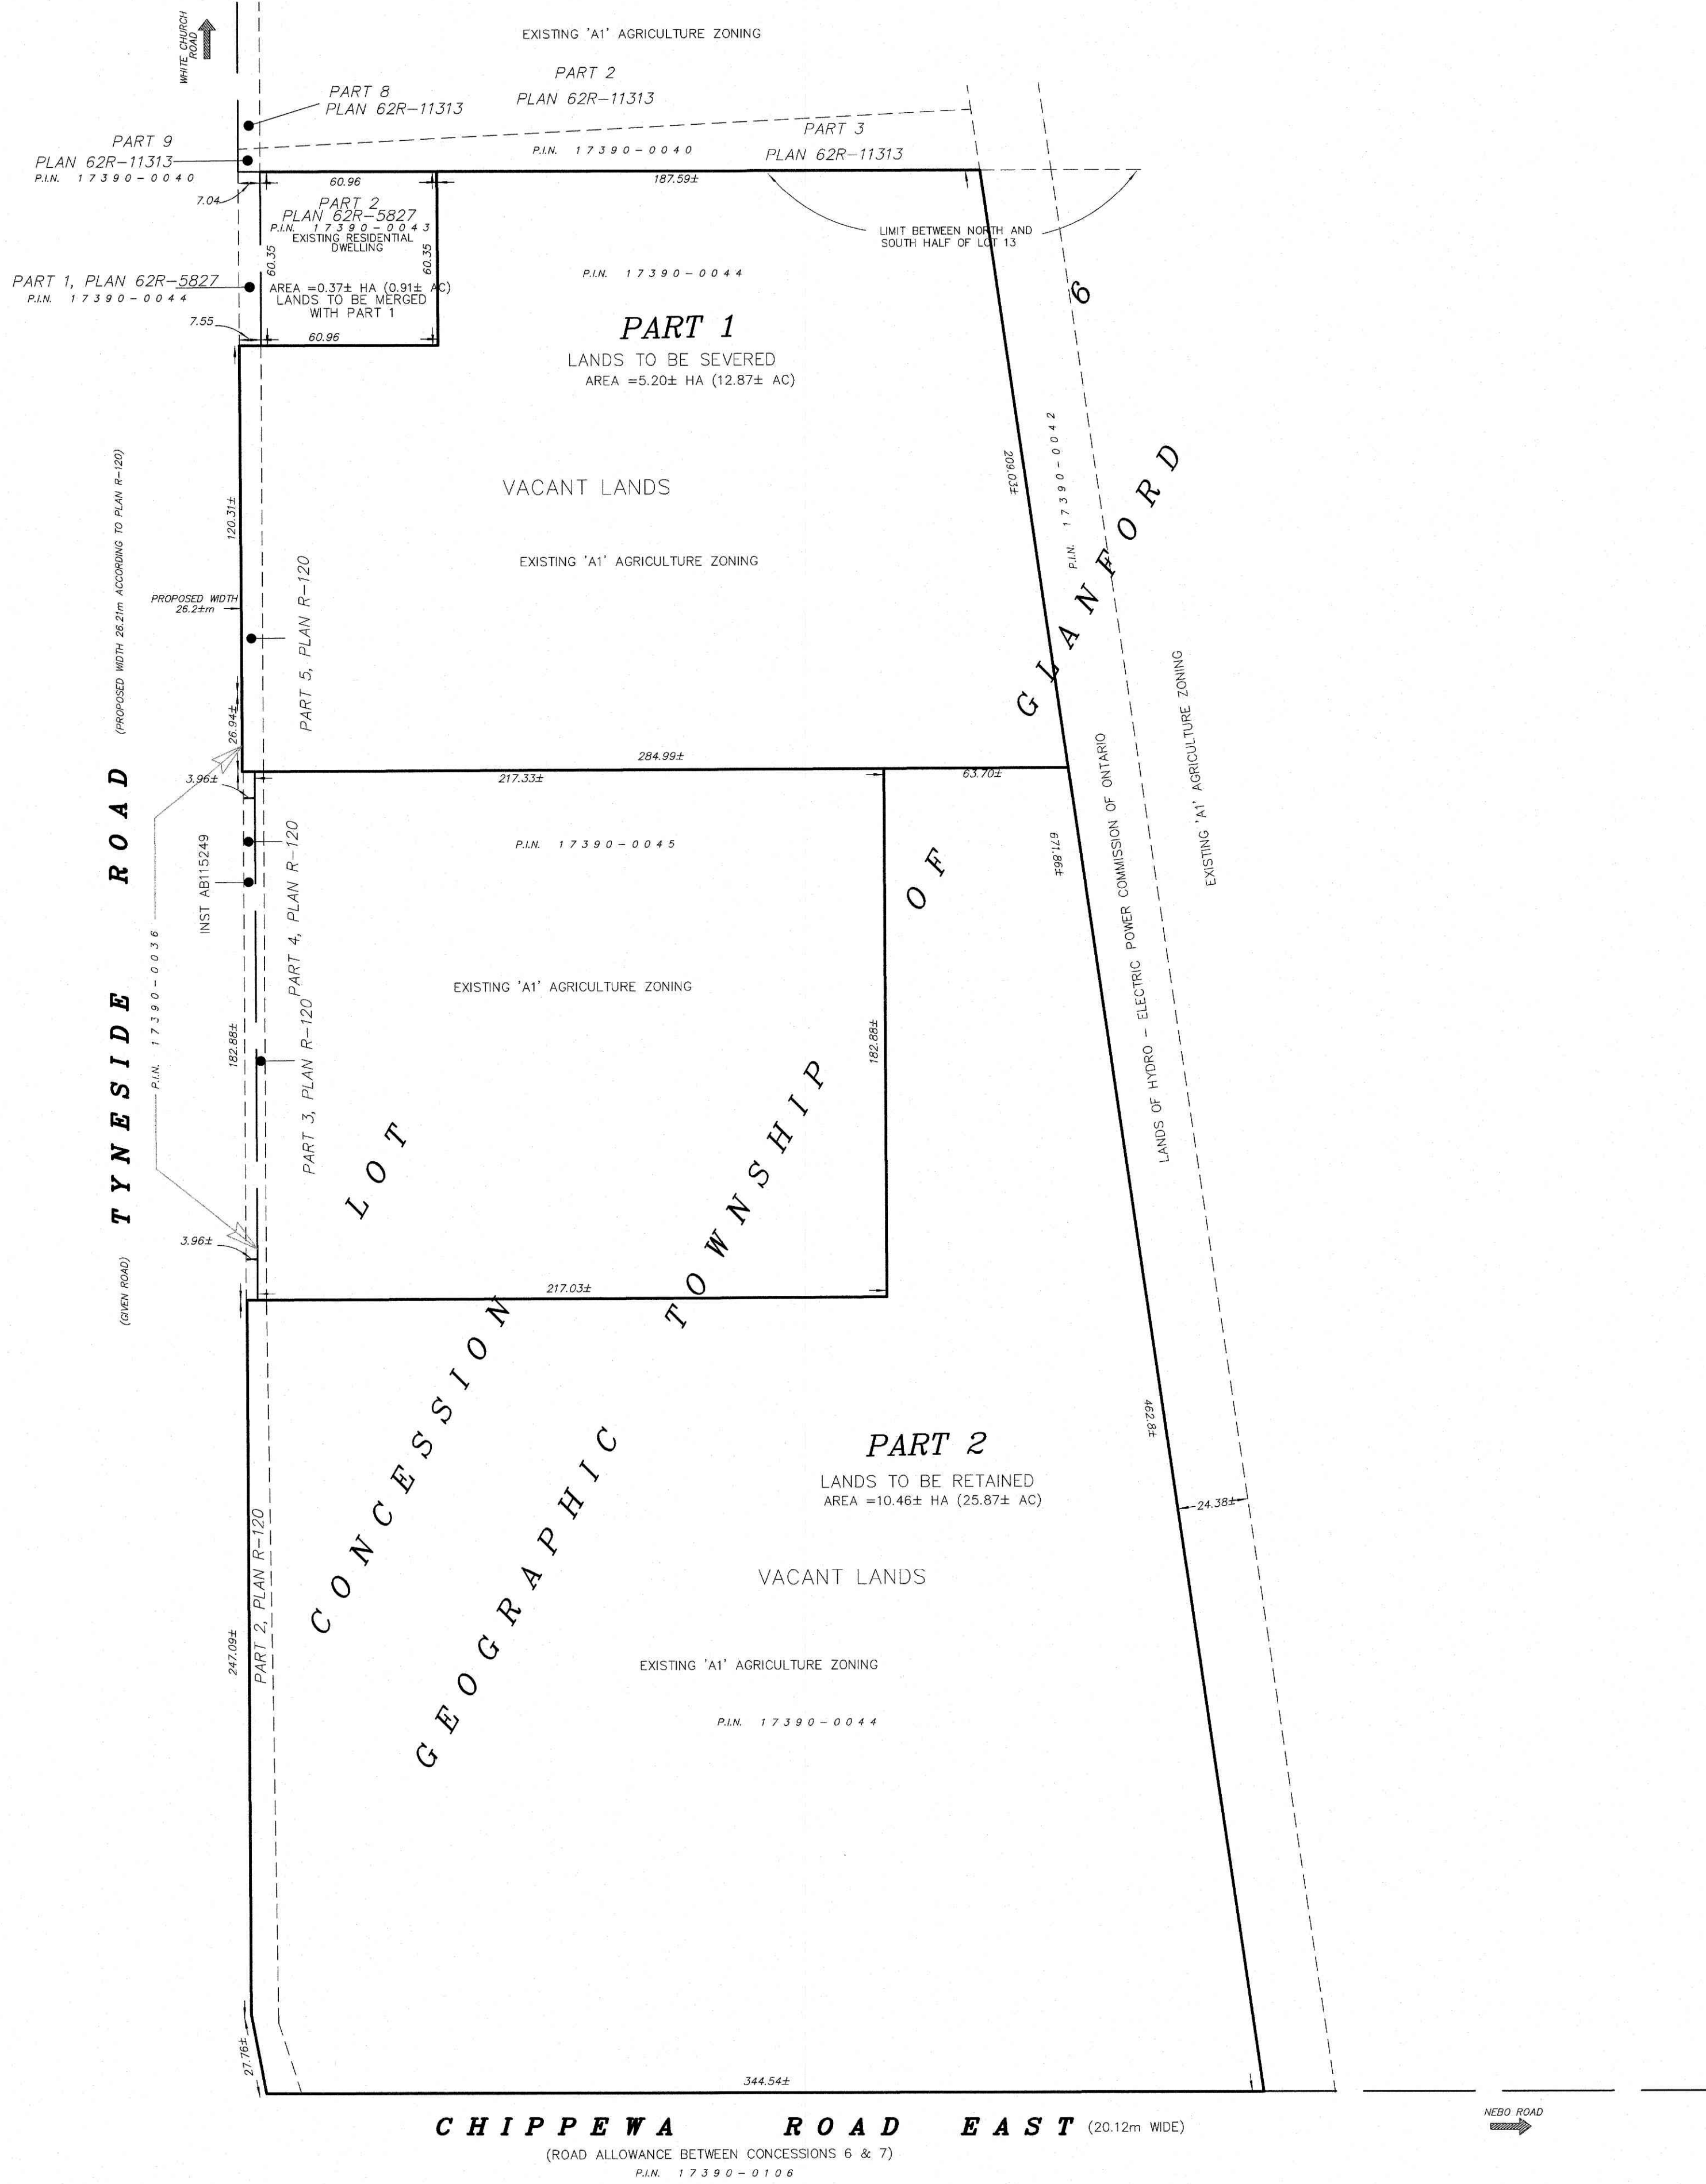 WHITE CHURCH
ROAD
EXISTING 'A1' AGRICULTURE ZONING
PART 2
PLAN 62R-11313
PART 8
PLAN 62R-11313
PART 3
PLAN 62R-11313
PART 9
PLAN 62R-11313
P.I.N. 17390-0040
P.I.N. 17390-0040
7.04
60.96
187.59±
PART 2
PLAN 62R-5827
P.I.N. 17390-0043
EXISTING RESIDENTIAL
DWELLING
60.35
60.35
AREA =0.37± HA (0.91± AC)
LANDS TO BE MERGED
WITH PART 1
LIMIT BETWEEN NORTH AND
SOUTH HALF OF LOT 13
PART 1, PLAN 62R-5827
P.I.N. 17390-0044
7.55
60.96
P.I.N. 17390-0044
PART 1
LANDS TO BE SEVERED
AREA =5.20± HA (12.87± AC)
VACANT LANDS
EXISTING 'A1' AGRICULTURE ZONING
120.31±
PROPOSED WIDTH
26.2±m
PART 5, PLAN R-120
26.94±
209.03±
P.I.N. 17390-0042
6
GLANFORD
284.99±
3.96±
217.33±
63.70±
P.I.N. 17390-0045
INST AB115249
PART 4, PLAN R-120
PART 3, PLAN R-120
EXISTING 'A1' AGRICULTURE ZONING
182.88±
182.88±
OF
671.86±
LANDS OF HYDRO - ELECTRIC POWER COMMISSION OF ONTARIO
EXISTING 'A1' AGRICULTURE ZONING
(GIVEN ROAD) TYNESIDE ROAD (PROPOSED WIDTH 26.21m ACCORDING TO PLAN R-120)
P.I.N. 17390-0036
LOT
TOWNSHIP
3.96±
217.03±
CONCESSION
GEOGRAPHIC
PART 2
LANDS TO BE RETAINED
AREA =10.46± HA (25.87± AC)
462.8±
24.38±
VACANT LANDS
EXISTING 'A1' AGRICULTURE ZONING
P.I.N. 17390-0044
PART 2, PLAN R-120
247.09±
27.76±
344.54±
CHIPPEWA ROAD EAST (20.12m WIDE)
(ROAD ALLOWANCE BETWEEN CONCESSIONS 6 & 7)
P.I.N. 17390-0106
NEBO ROAD